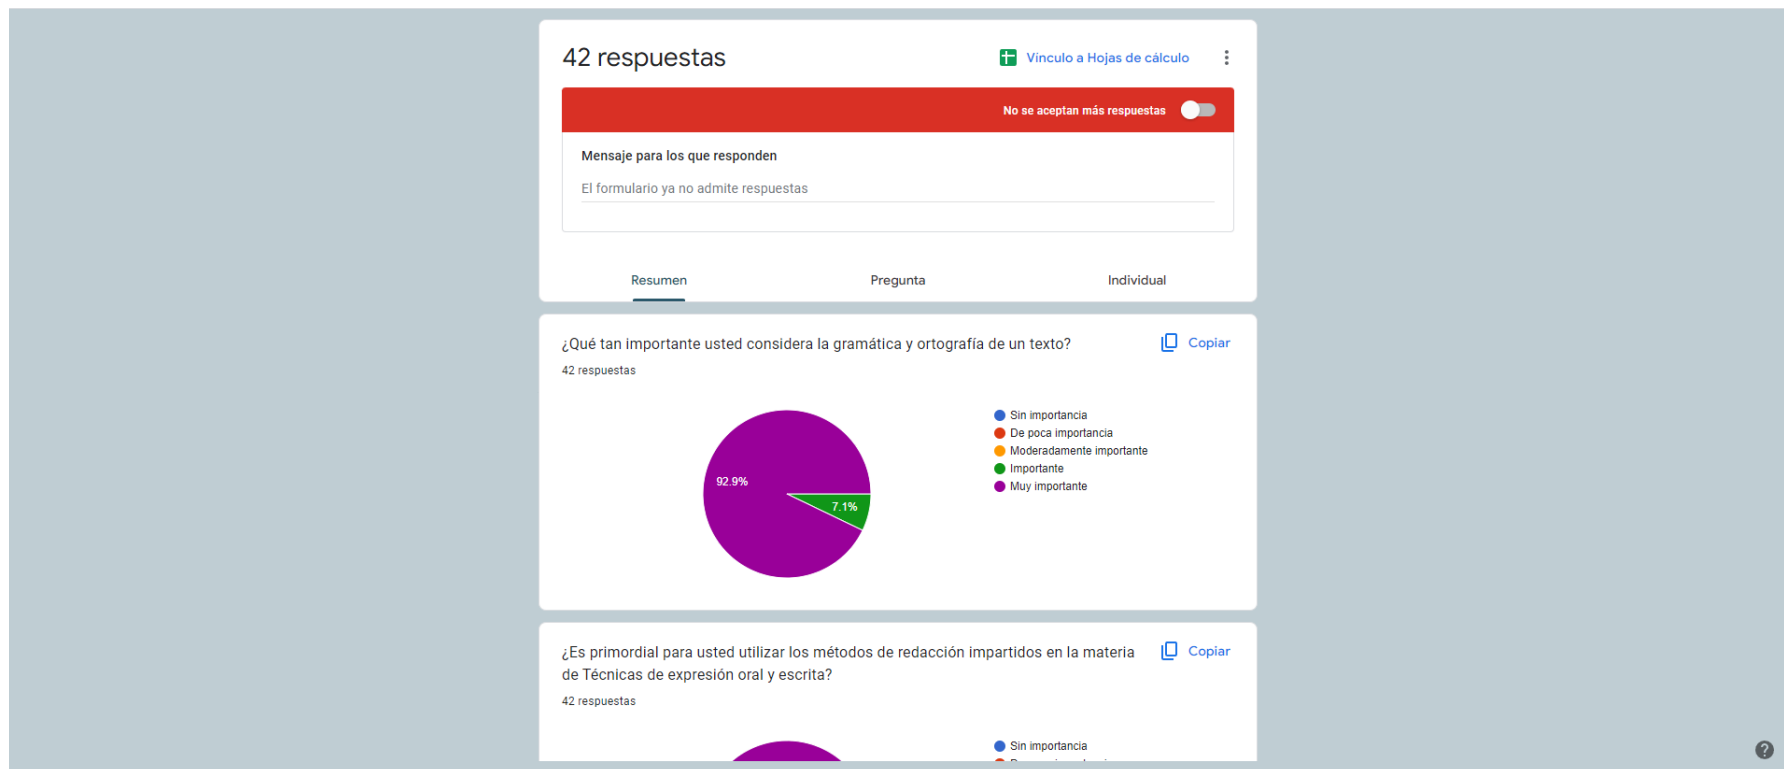 42 respuestas
Vínculo a Hojas de cálculo
No se aceptan más respuestas
Mensaje para los que responden
El formulario ya no admite respuestas
Resumen
Pregunta
Individual
¿Qué tan importante usted considera la gramática y ortografía de un texto?
Copiar
42 respuestas
92.9%
7.1%
Sin importancia
De poca importancia
Moderadamente importante
Importante
Muy importante
¿Es primordial para usted utilizar los métodos de redacción impartidos en la materia
de Técnicas de expresión oral y escrita?
Copiar
42 respuestas
Sin importancia